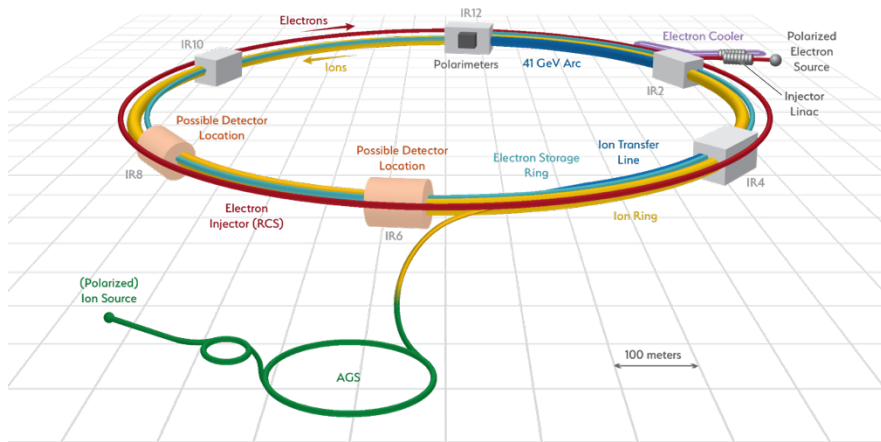 IR12
Electrons
Electron Cooler
Polarized
Electron
Source
IR10
Ions
Polarimeters
41 GeV Arc
IR2
Injector
Linac
Possible Detector
Location
Possible Detector
Location
Ion Transfer
Line
Electron Storage
Ring
IR8
IR4
Electron
Injector (RCS)
Ion Ring
IR6
(Polarized)
Ion Source
100 meters
AGS